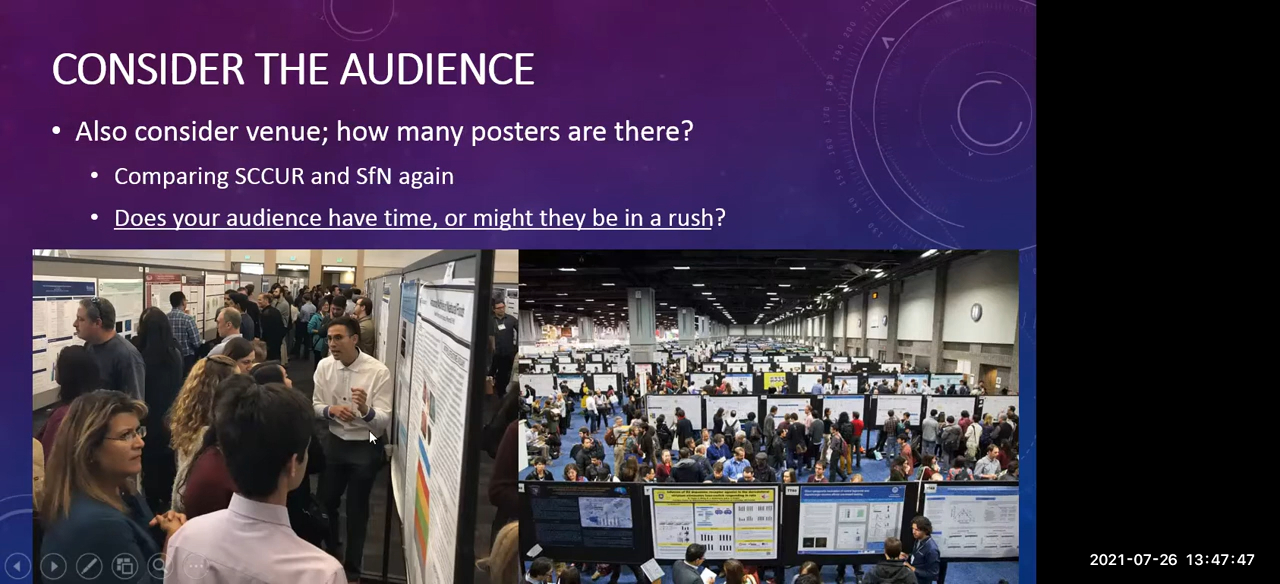 CONSIDER THE AUDIENCE
• Also consider venue; how many posters are there?
• Comparing SCCUR and SfN again
• Does your audience have time, or might they be in a rush?
2021-07-26 13:47:47